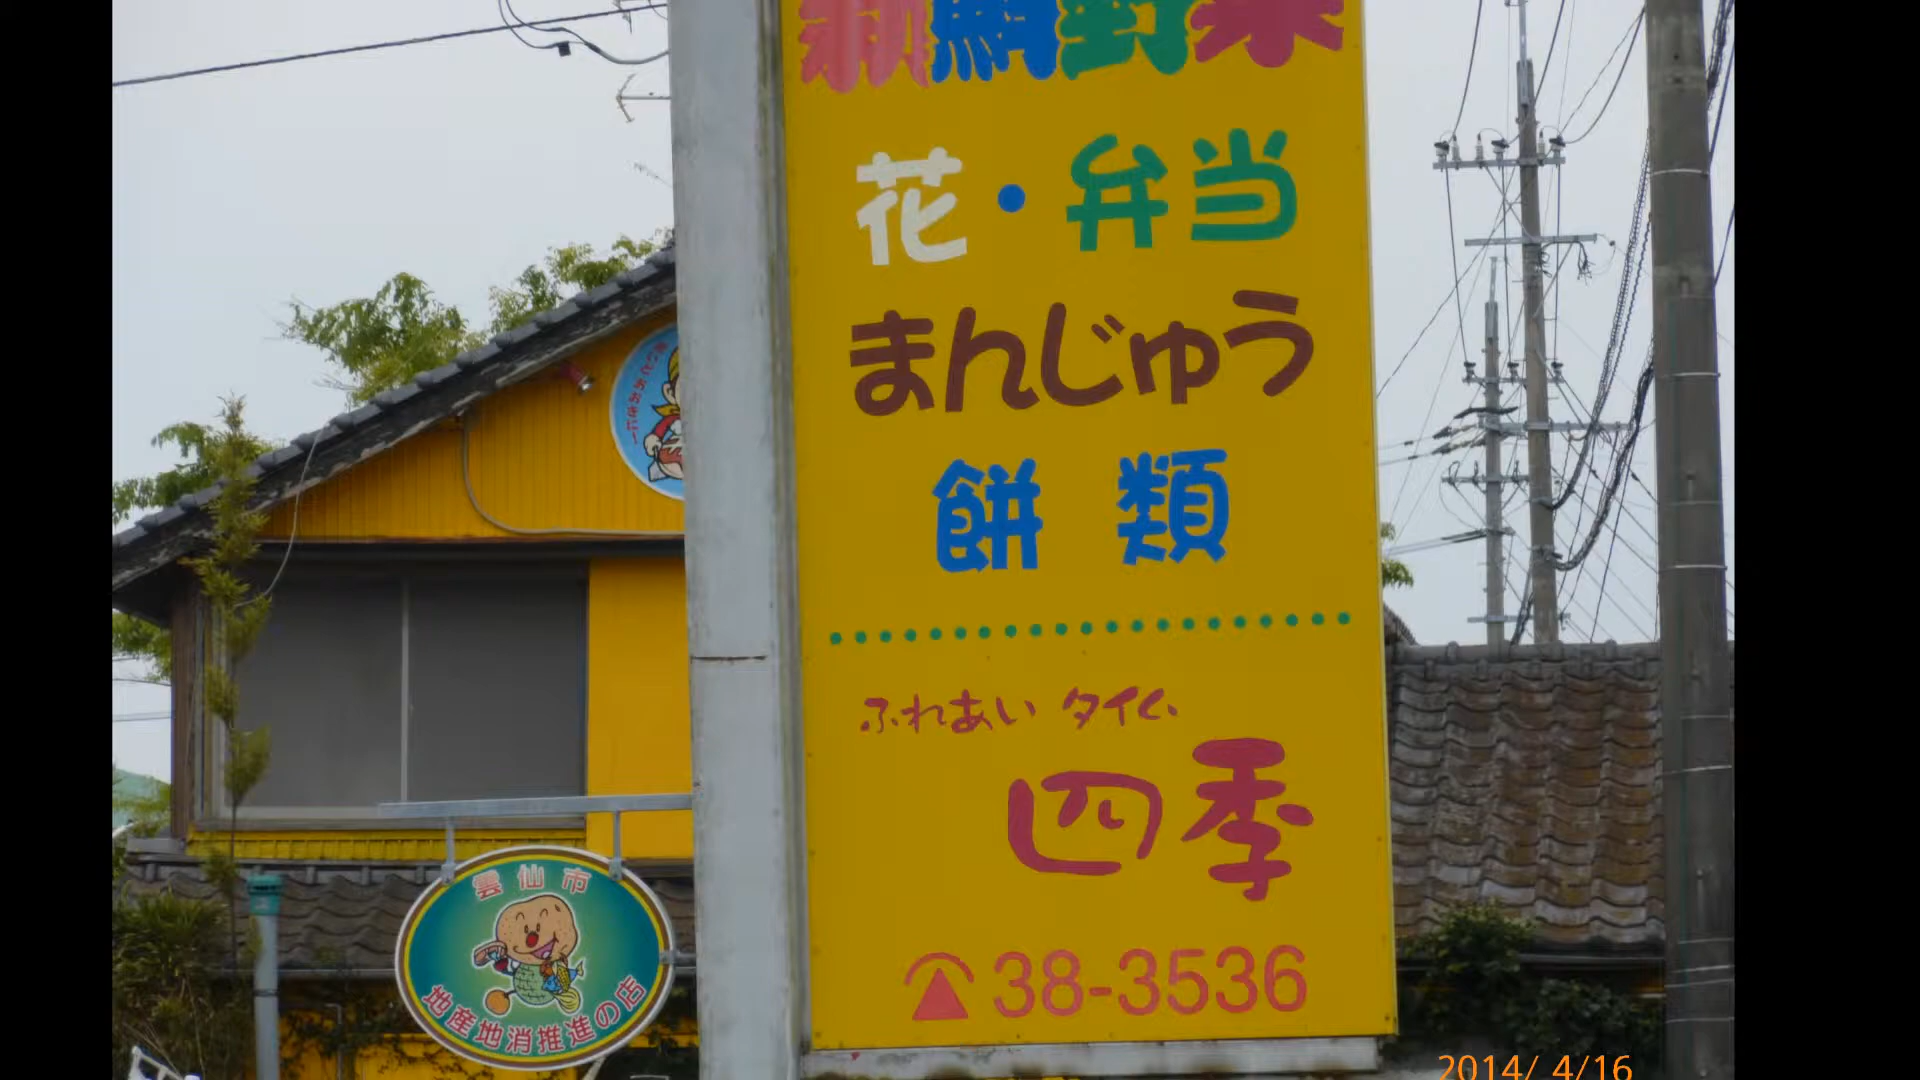 新鮮野菜
花・弁当
まんじゅう
餅 類
ふれあい タイム
四季
38-3536
雲仙市
地産地消推進の店
2014/ 4/16